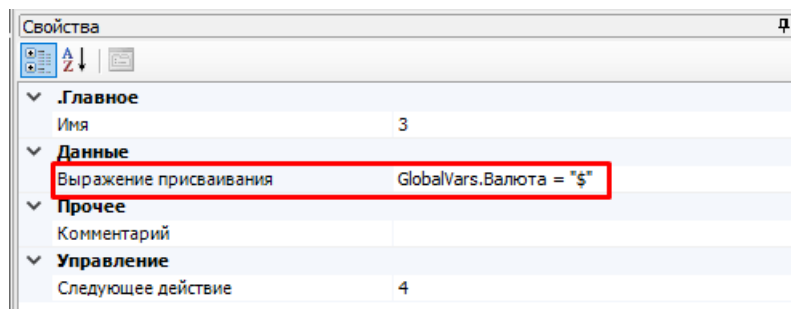 Свойства
.Главное
Имя 3
Данные
Выражение присваивания GlobalVars.Валюта = "$"
Прочее
Комментарий
Управление
Следующее действие 4